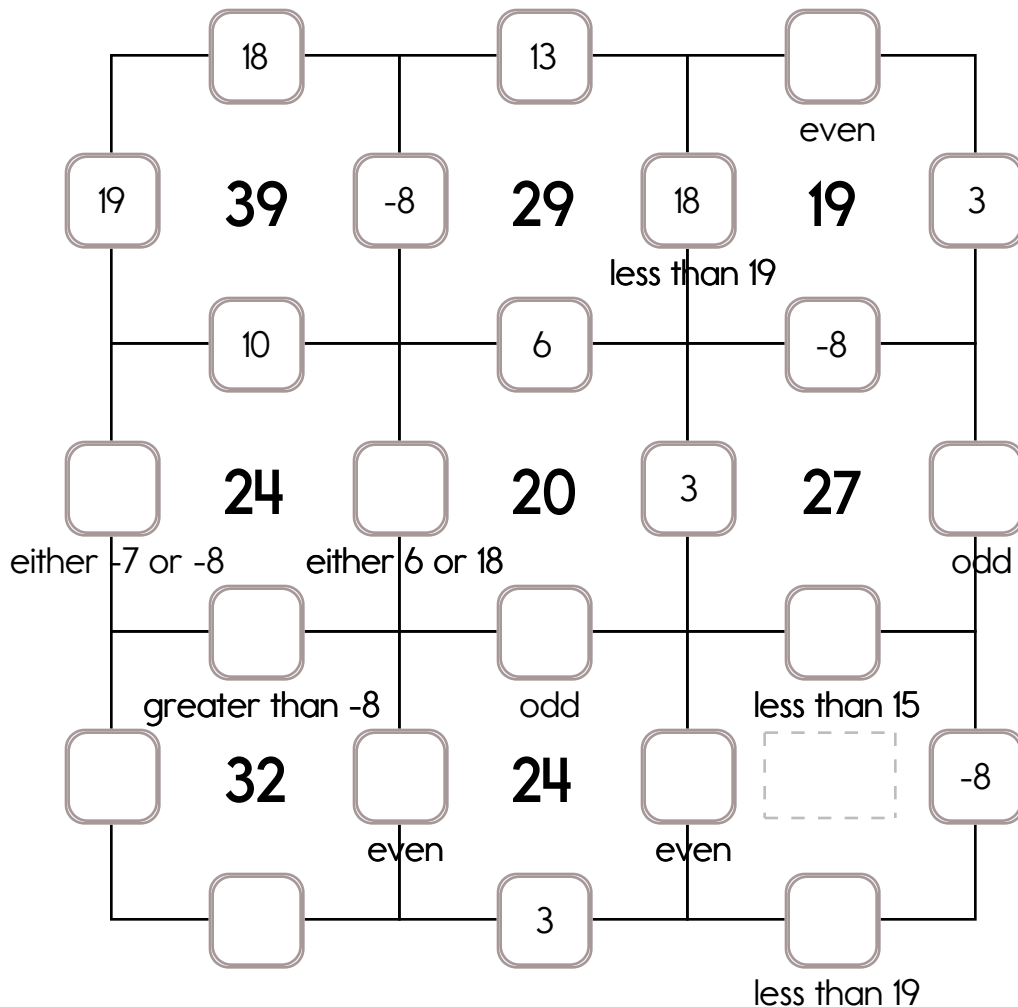 18 13
even
19 39 -8 29 18 19 3
less than 19
10 6 -8
24 20 3 27
either -7 or -8 either 6 or 18 odd
greater than -8 odd less than 15
32 24 -8
even even
3
less than 19